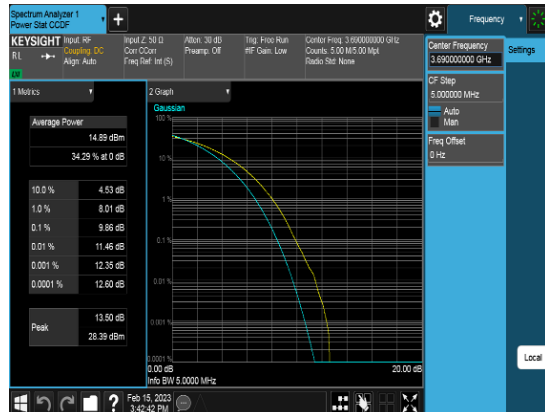 Spectrum Analyzer 1
Power Stat CCDF
Frequency
KEYSIGHT
RL
Input: RF
Coupling: DC
Align: Auto
Input Z: 50 Ω
Corr CCorr
Freq Ref: Int (S)
Atten: 30 dB
Preamp: Off
Trig: Free Run
#IF Gain: Low
Center Freq: 3.690000000 GHz
Counts: 5.00 M/5.00 Mpt
Radio Std: None
Center Frequency
3.690000000 GHz
Settings
CF Step
5.000000 MHz
Auto
Man
Freq Offset
0 Hz
1 Metrics
2 Graph
Average Power
14.89 dBm
34.29 % at 0 dB
10.0 % 4.53 dB
1.0 % 8.01 dB
0.1 % 9.86 dB
0.01 % 11.46 dB
0.001 % 12.35 dB
0.0001 % 12.60 dB
Peak
13.50 dB
28.39 dBm
Gaussian
100 %
10 %
1 %
0.1 %
0.01 %
0.001 %
0.0001 %
0.00 dB
20.00 dB
Info BW 5.0000 MHz
Local
?
Feb 15, 2023
3:42:42 PM